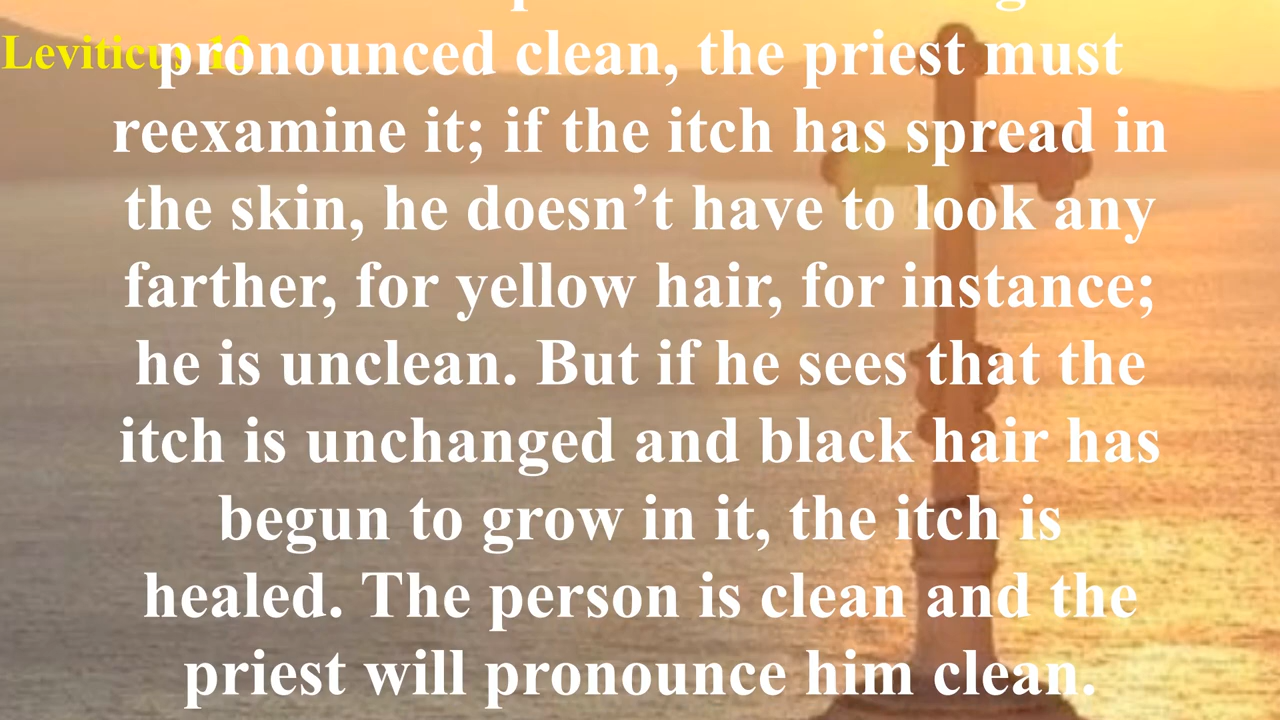 Leviticus 13
pronounced clean, the priest must
reexamine it; if the itch has spread in
the skin, he doesn’t have to look any
farther, for yellow hair, for instance;
he is unclean. But if he sees that the
itch is unchanged and black hair has
begun to grow in it, the itch is
healed. The person is clean and the
priest will pronounce him clean.